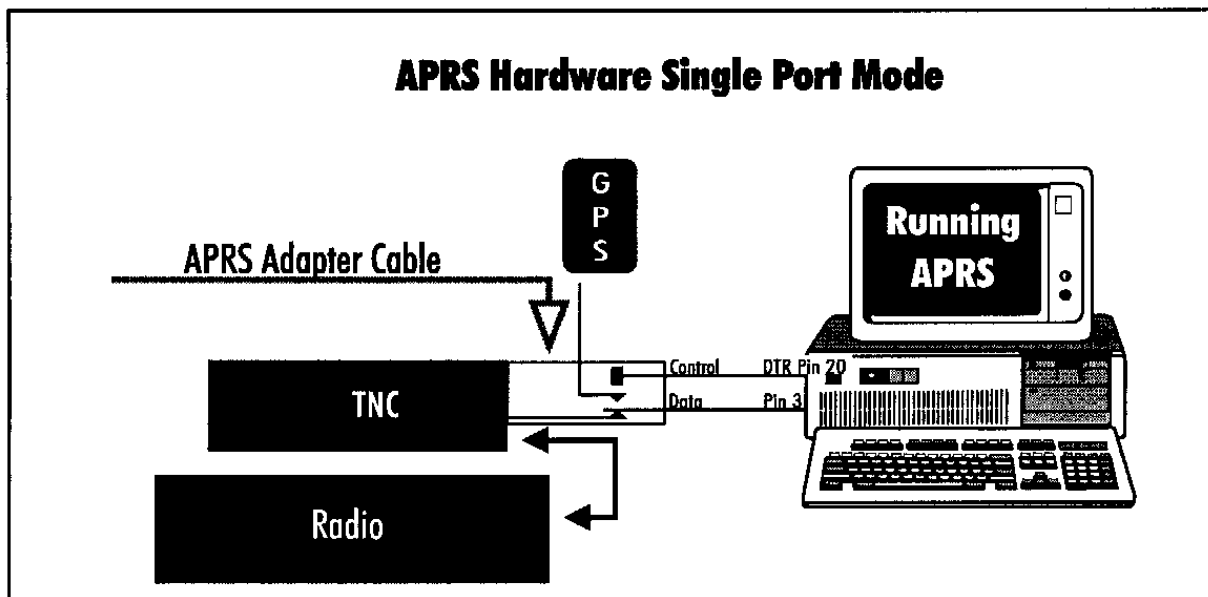 APRS Hardware Single Port Mode
G
P
S
Running
APRS
APRS Adapter Cable
Control DTR Pin 20
TNC
Data Pin 3
Radio